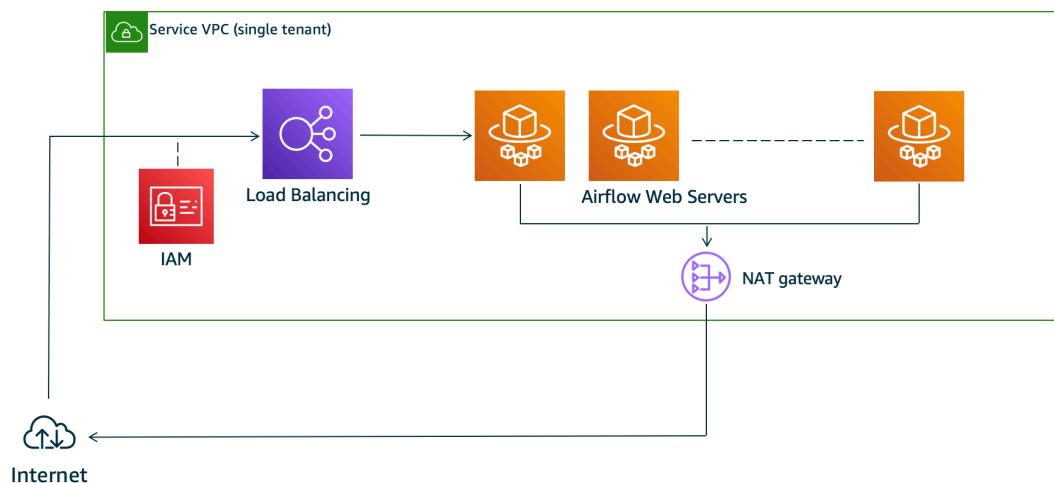 Service VPC (single tenant)
Load Balancing
Airflow Web Servers
IAM
NAT gateway
Internet